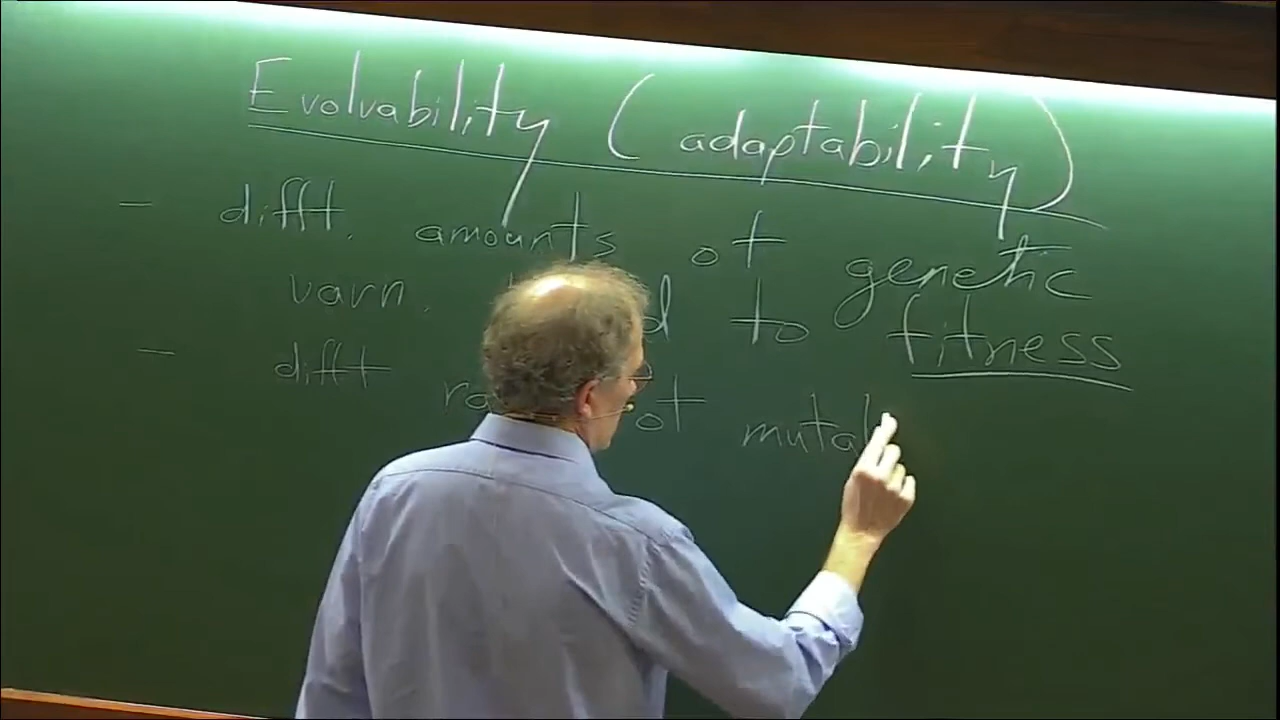 Evolvability (adaptability)
- difft. amounts of genetic
varn. to fitness
- difft of mutat